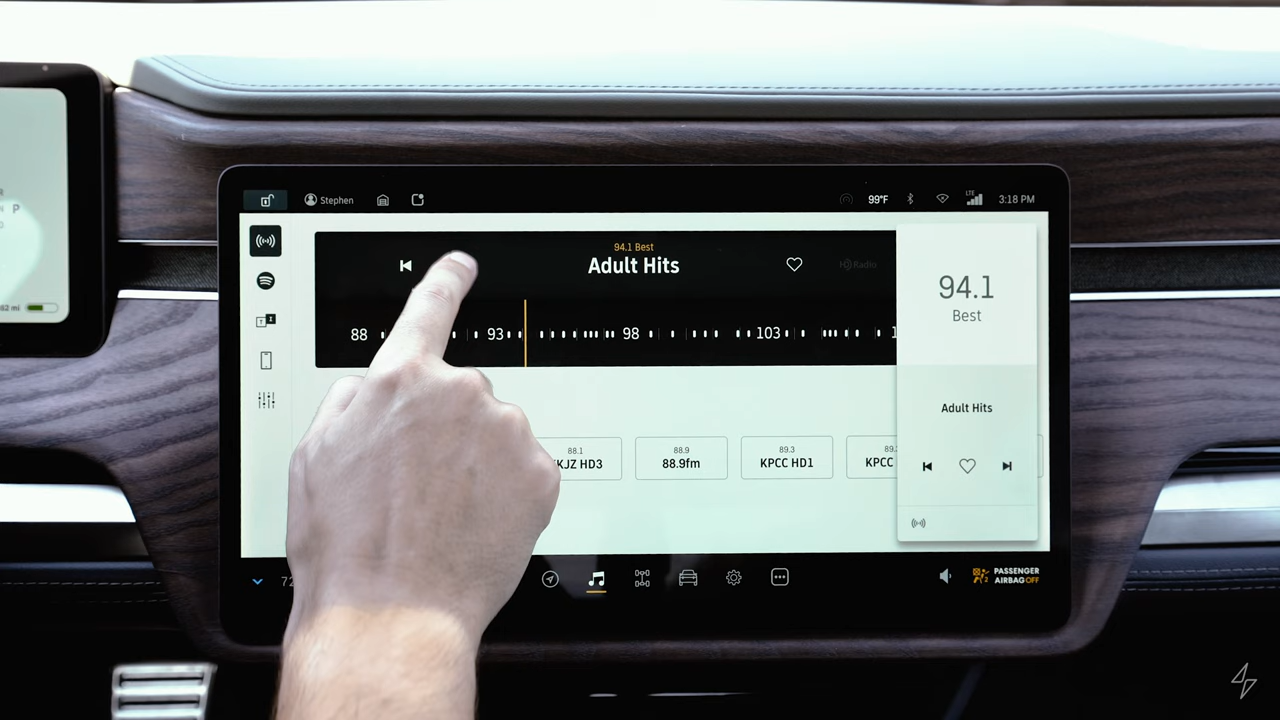 Stephen
99°F
LTE
3:18 PM
94.1 Best
Adult Hits
HD Radio
88
93
98
103
94.1
Best
Adult Hits
88.1
KJZ HD3
88.9
88.9fm
89.3
KPCC HD1
KPCC
P
mi
72
PASSENGER
AIRBAG OFF